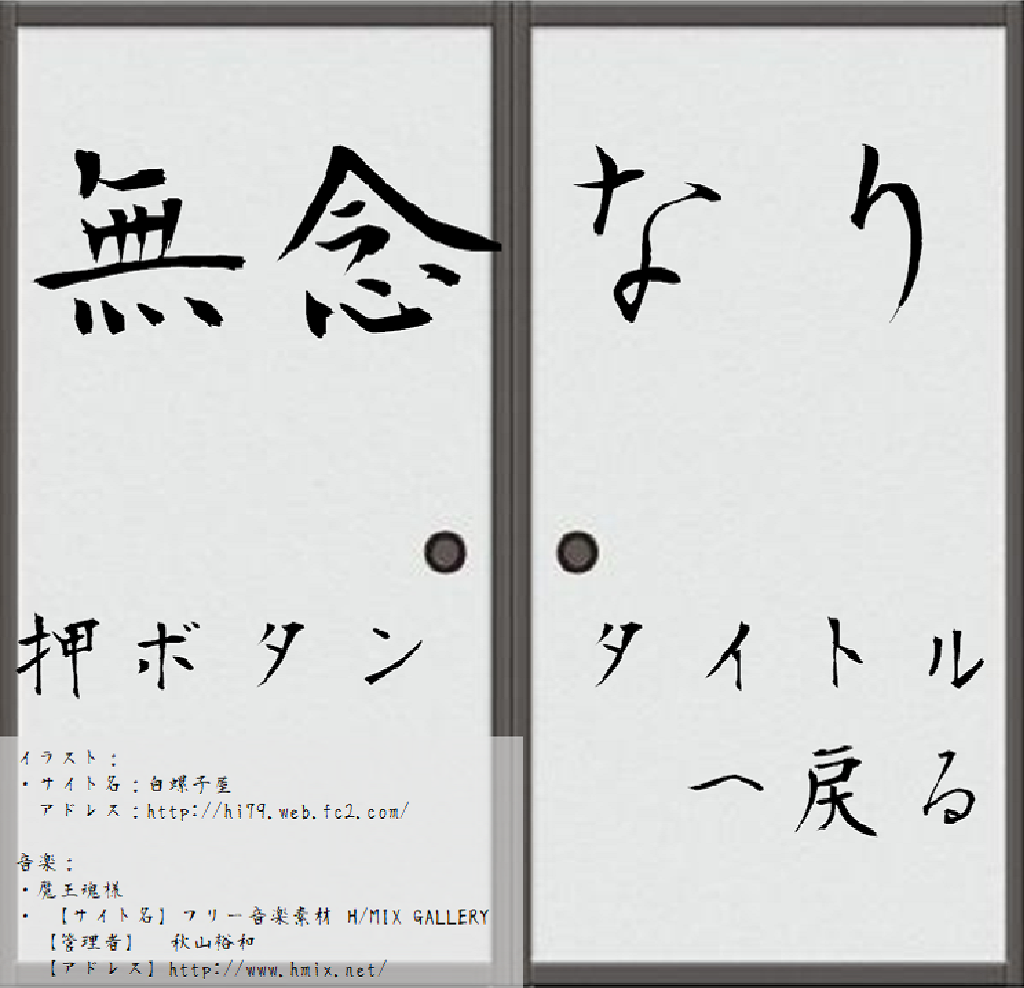 無念なり
押ボタン タイトル
へ戻る
イラスト：
・サイト名：白螺子屋
アドレス：http://hi79.web.fc2.com/
音楽：
・魔王魂様
・【サイト名】フリー音楽素材 H/MIX GALLERY
【管理者】 秋山裕和
【アドレス】http://www.hmix.net/